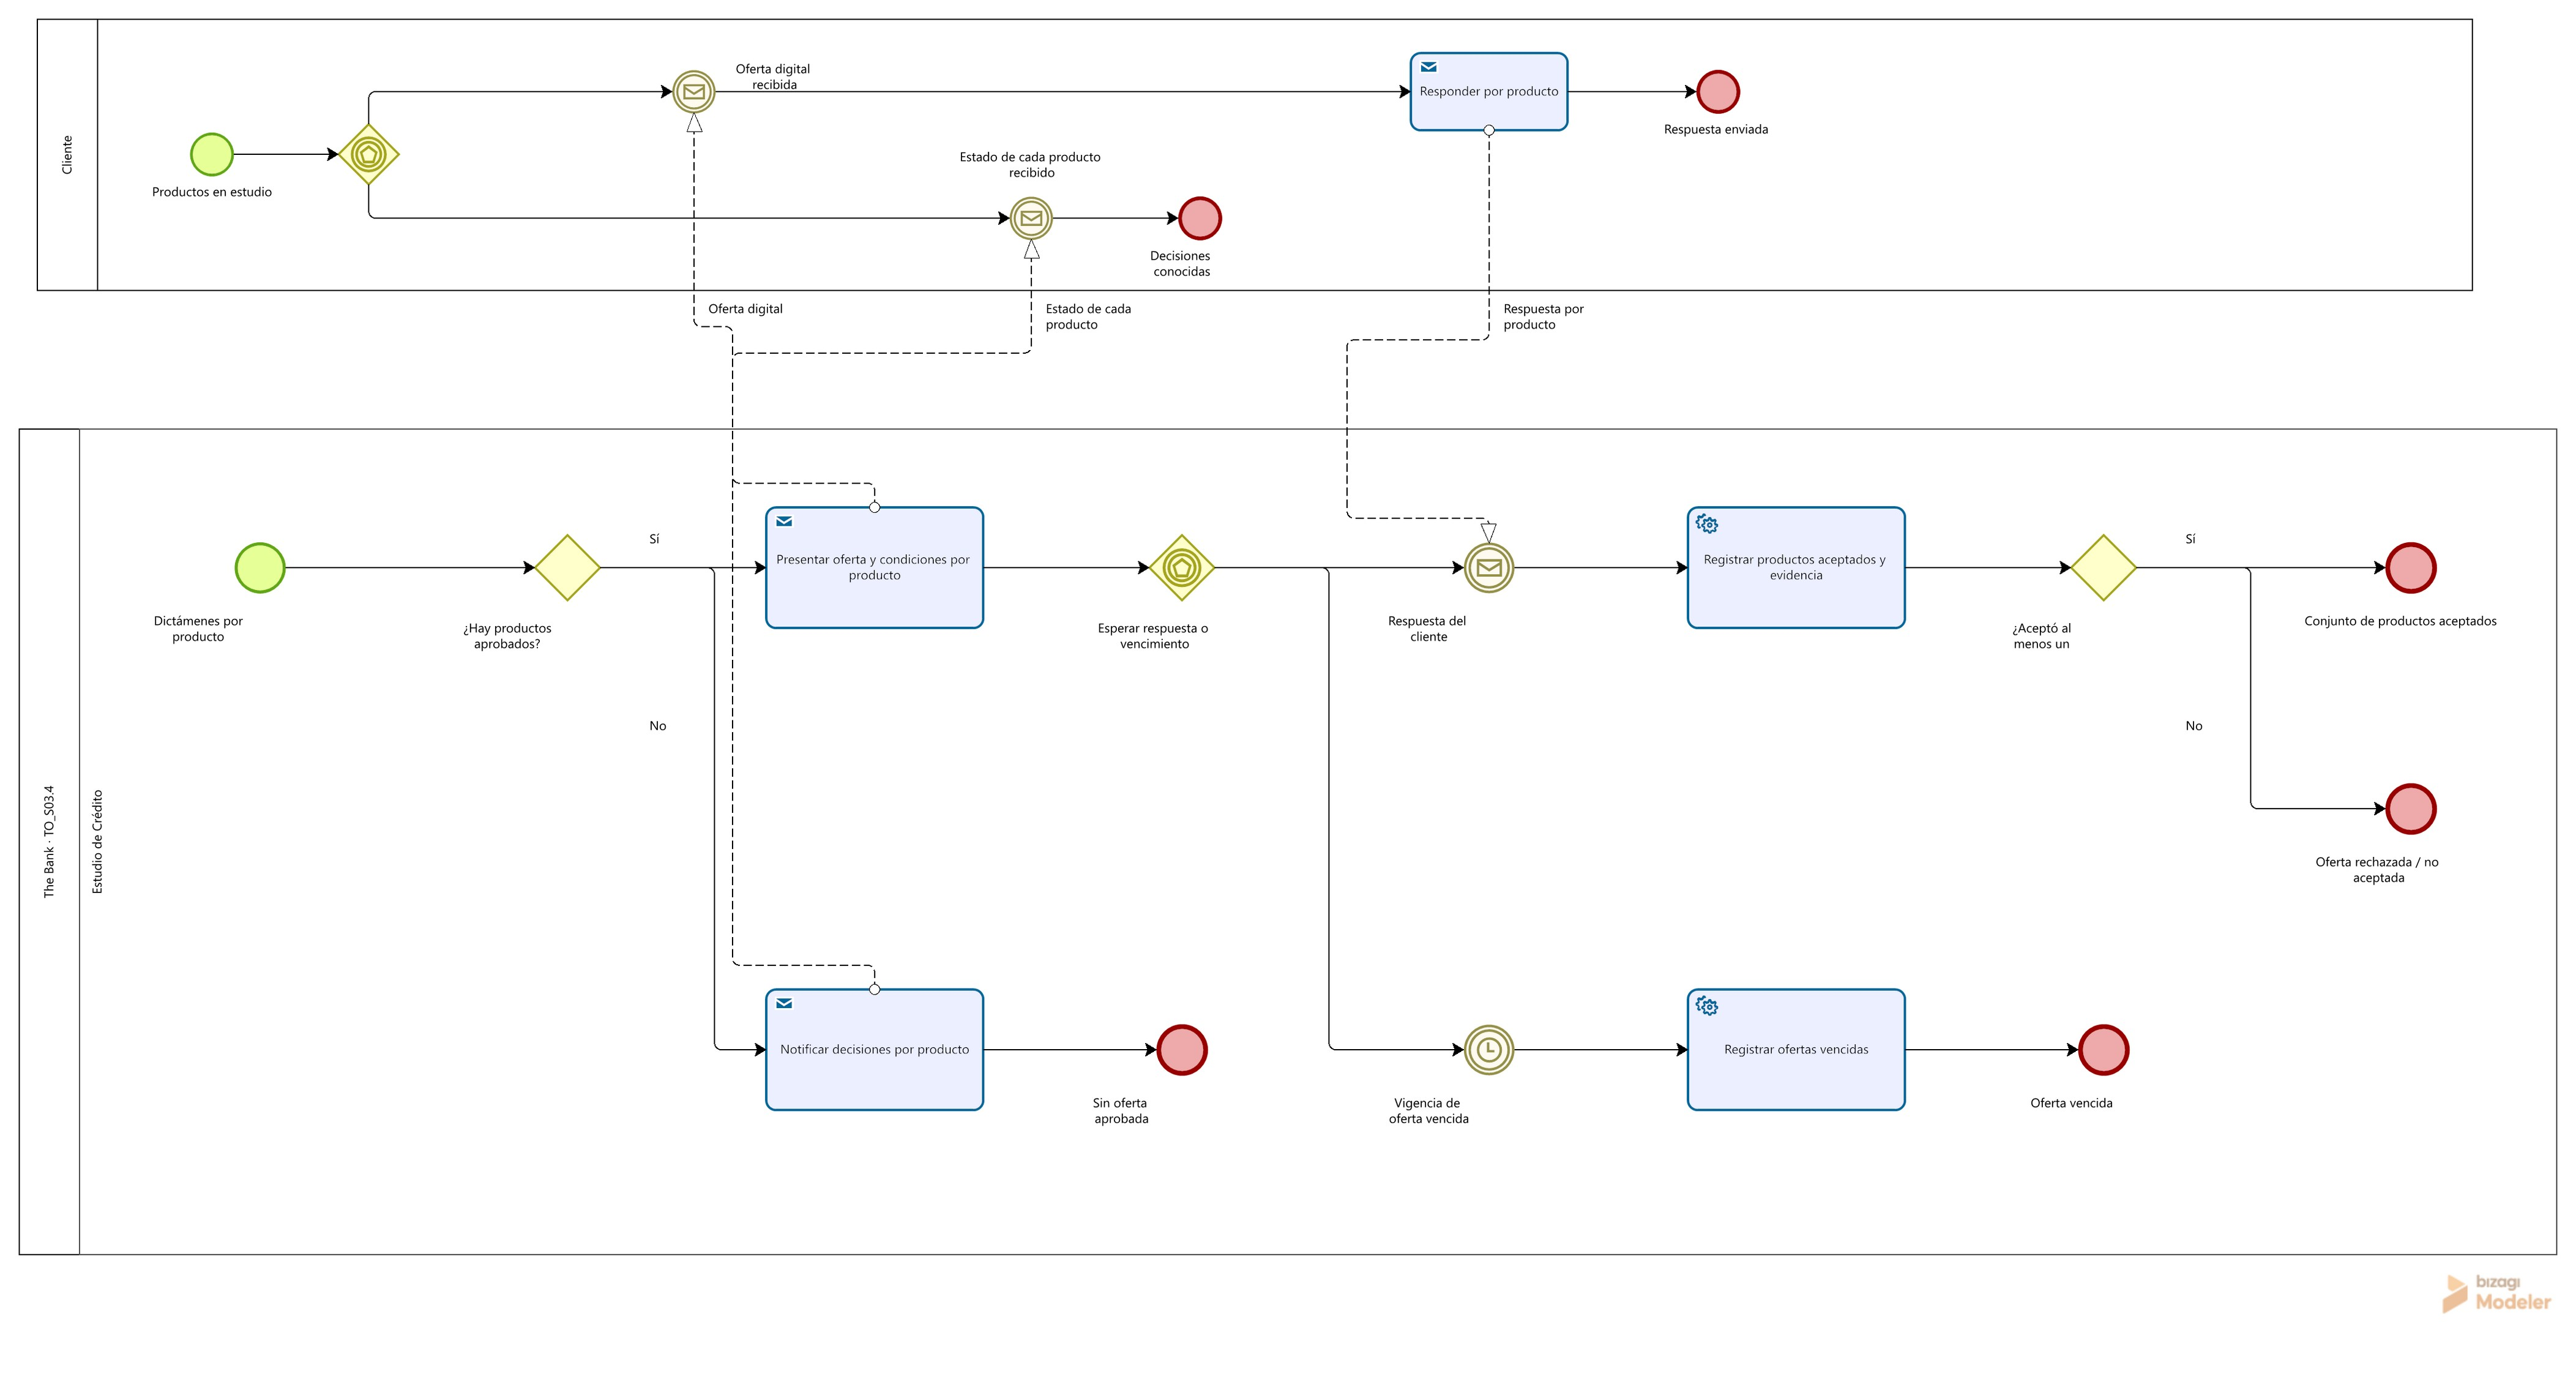 Cliente
Oferta digital
recibida
Responder por producto
Respuesta enviada
Productos en estudio
Estado de cada producto
recibido
Decisiones
conocidas
Oferta digital
Estado de cada
producto
Respuesta por
producto
The Bank · TO_S03.4
Estudio de Crédito
Dictámenes por
producto
¿Hay productos
aprobados?
Sí
No
Presentar oferta y condiciones por
producto
Esperar respuesta o
vencimiento
Respuesta del
cliente
Registrar productos aceptados y
evidencia
¿Aceptó al
menos un
Sí
No
Conjunto de productos aceptados
Oferta rechazada / no
aceptada
Notificar decisiones por producto
Sin oferta
aprobada
Vigencia de
oferta vencida
Registrar ofertas vencidas
Oferta vencida
bizagi
Modeler